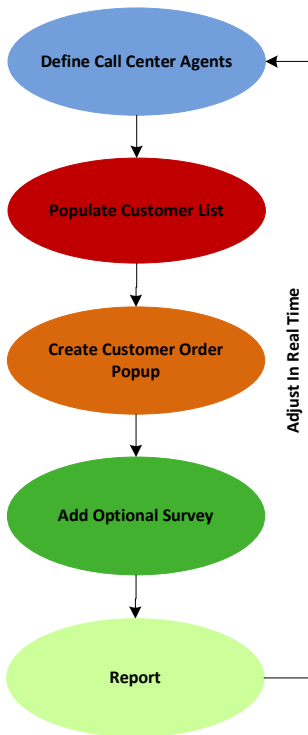 Define Call Center Agents
Populate Customer List
Create Customer Order
Popup
Adjust In Real Time
Add Optional Survey
Report